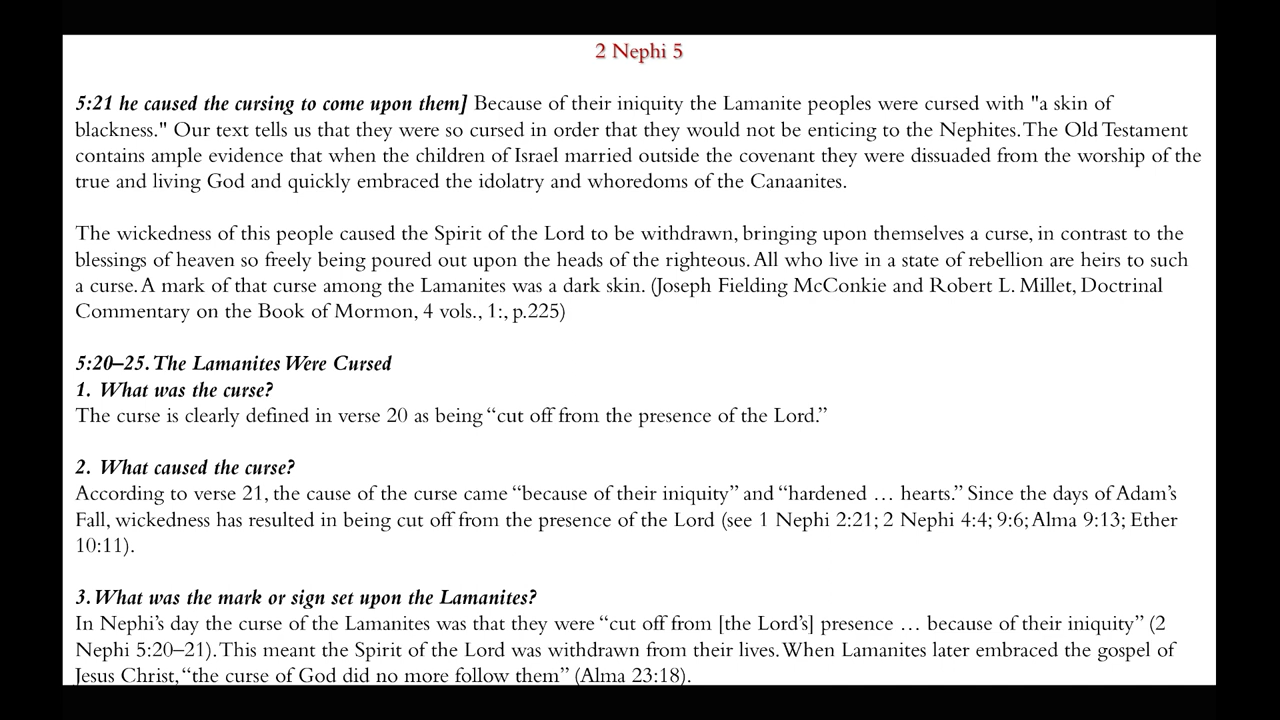 2 Nephi 5
5:21 he caused the cursing to come upon them] Because of their iniquity the Lamanite peoples were cursed with "a skin of
blackness." Our text tells us that they were so cursed in order that they would not be enticing to the Nephites. The Old Testament
contains ample evidence that when the children of Israel married outside the covenant they were dissuaded from the worship of the
true and living God and quickly embraced the idolatry and whoredoms of the Canaanites.
The wickedness of this people caused the Spirit of the Lord to be withdrawn, bringing upon themselves a curse, in contrast to the
blessings of heaven so freely being poured out upon the heads of the righteous. All who live in a state of rebellion are heirs to such
a curse. A mark of that curse among the Lamanites was a dark skin. (Joseph Fielding McConkie and Robert L. Millet, Doctrinal
Commentary on the Book of Mormon, 4 vols., 1:, p.225)
5:20–25. The Lamanites Were Cursed
1. What was the curse?
The curse is clearly defined in verse 20 as being “cut off from the presence of the Lord.”
2. What caused the curse?
According to verse 21, the cause of the curse came “because of their iniquity” and “hardened … hearts.” Since the days of Adam’s
Fall, wickedness has resulted in being cut off from the presence of the Lord (see 1 Nephi 2:21; 2 Nephi 4:4; 9:6; Alma 9:13; Ether
10:11).
3. What was the mark or sign set upon the Lamanites?
In Nephi’s day the curse of the Lamanites was that they were “cut off from [the Lord’s] presence … because of their iniquity” (2
Nephi 5:20–21). This meant the Spirit of the Lord was withdrawn from their lives. When Lamanites later embraced the gospel of
Jesus Christ, “the curse of God did no more follow them” (Alma 23:18).